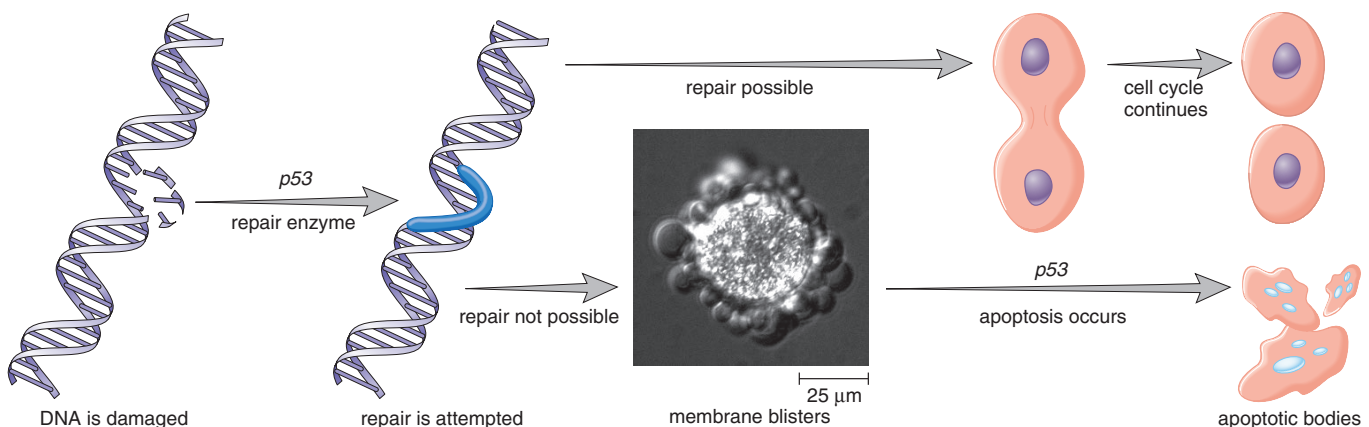 p53
repair enzyme
repair possible
cell cycle
continues
repair not possible
p53
apoptosis occurs
25 μm
DNA is damaged
repair is attempted
membrane blisters
apoptotic bodies